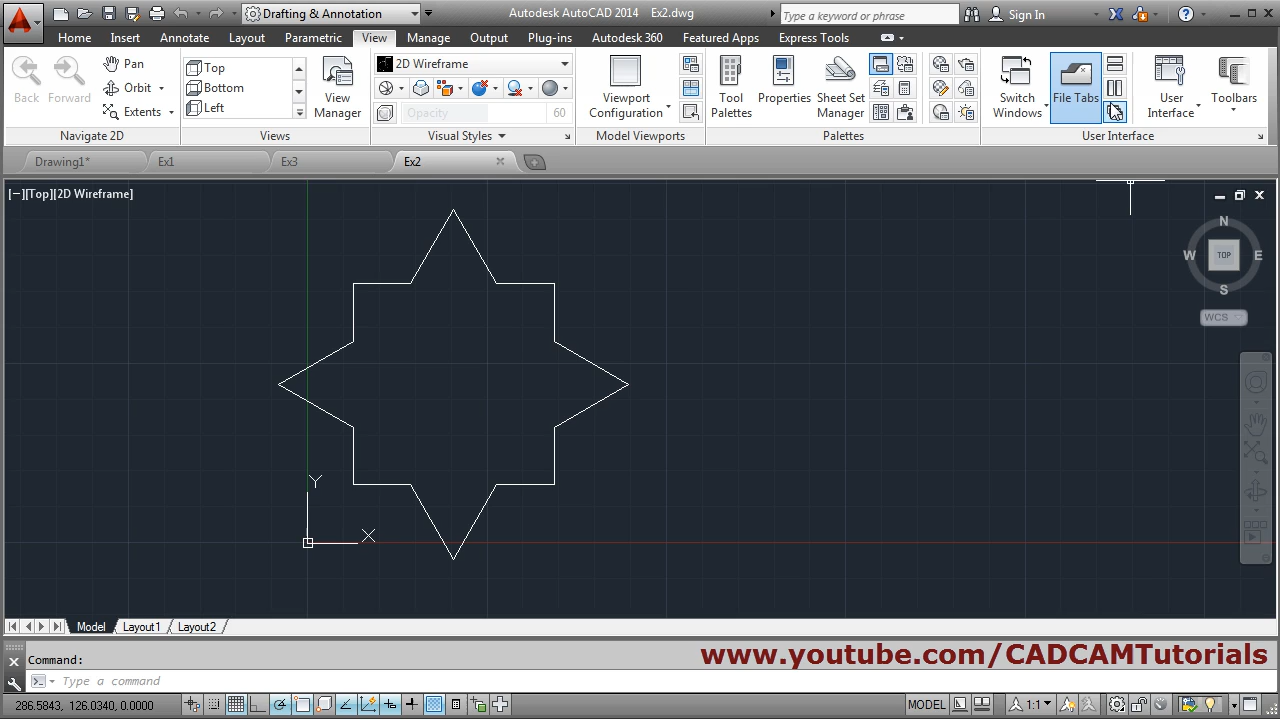 Drafting & Annotation
Autodesk AutoCAD 2014 Ex2.dwg
Type a keyword or phrase
Sign In
Home Insert Annotate Layout Parametric View Manage Output Plug-ins Autodesk 360 Featured Apps Express Tools
Back
Forward
Pan
Orbit
Extents
Navigate 2D
Top
Bottom
Left
View
Manager
Views
2D Wireframe
Opacity 60
Visual Styles
Viewport
Configuration
Model Viewports
Tool
Palettes
Properties
Sheet Set
Manager
Palettes
Switch
Windows
File Tabs
User
Interface
Toolbars
User Interface
Drawing1* Ex1 Ex3 Ex2
[−][Top][2D Wireframe]
N
W TOP E
S
WCS
Y
X
Model Layout1 Layout2
Command:
www.youtube.com/CADCAMTutorials
Type a command
286.5843, 126.0340, 0.0000
MODEL
1:1